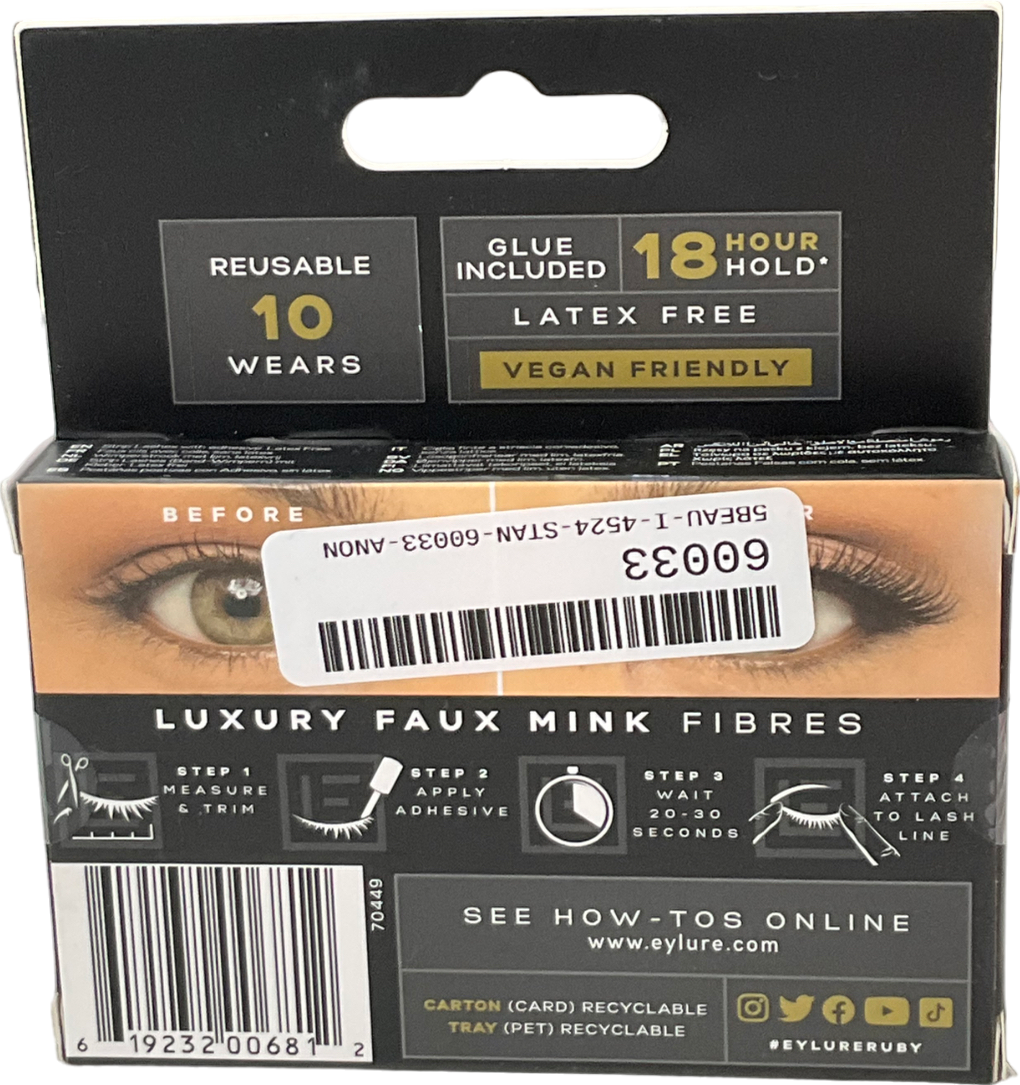 REUSABLE
10
WEARS
GLUE
INCLUDED
18 HOUR
HOLD*
LATEX FREE
VEGAN FRIENDLY
BEFORE
R
5BEAU-I-4524-STAN-60033-ANON
60033
LUXURY FAUX MINK FIBRES
STEP 1
MEASURE
& TRIM
STEP 2
APPLY
ADHESIVE
STEP 3
WAIT
20-30
SECONDS
STEP 4
ATTACH
TO LASH
LINE
70449
6 19232 00681 2
SEE HOW-TOS ONLINE
www.eylure.com
CARTON (CARD) RECYCLABLE
TRAY (PET) RECYCLABLE
#EYLURERUBY